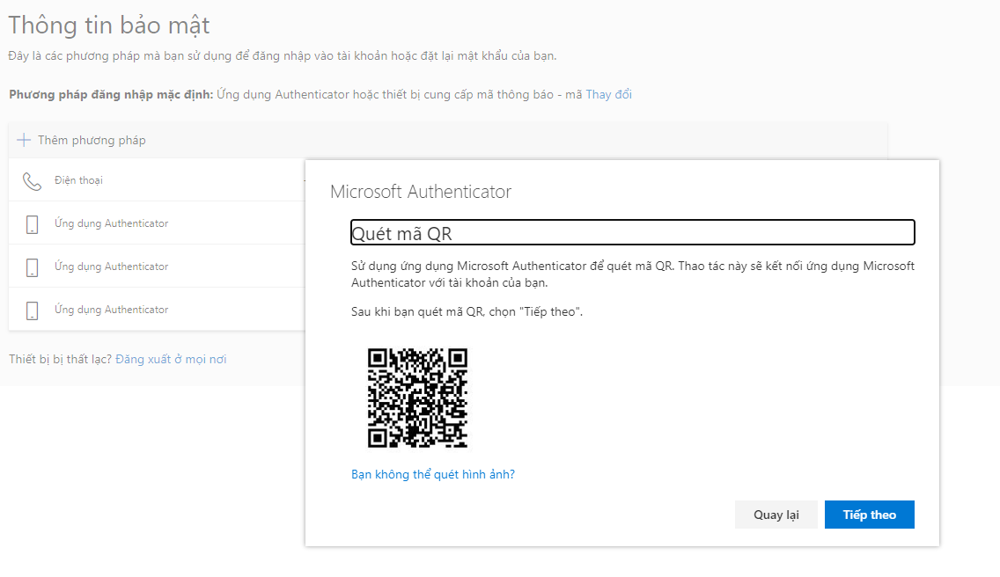 Thông tin bảo mật
Đây là các phương pháp mà bạn sử dụng để đăng nhập vào tài khoản hoặc đặt lại mật khẩu của bạn.
Phương pháp đăng nhập mặc định: Ứng dụng Authenticator hoặc thiết bị cung cấp mã thông báo - mã Thay đổi
Thêm phương pháp
Điện thoại
Ứng dụng Authenticator
Ứng dụng Authenticator
Ứng dụng Authenticator
Thiết bị bị thất lạc? Đăng xuất ở mọi nơi
Microsoft Authenticator
Quét mã QR
Sử dụng ứng dụng Microsoft Authenticator để quét mã QR. Thao tác này sẽ kết nối ứng dụng Microsoft
Authenticator với tài khoản của bạn.
Sau khi bạn quét mã QR, chọn "Tiếp theo".
Bạn không thể quét hình ảnh?
Quay lại
Tiếp theo